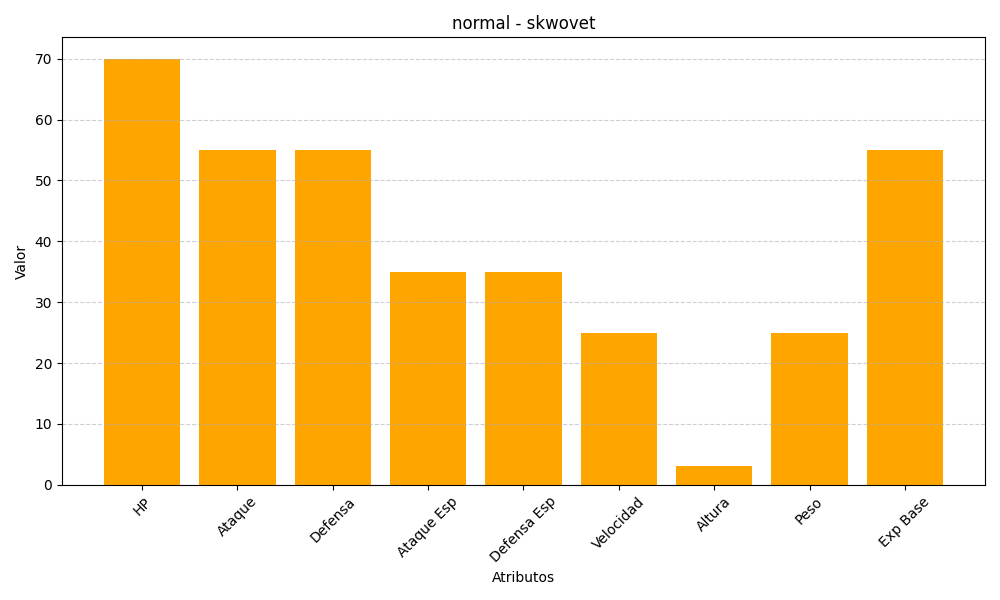 normal - skwovet
Valor
70
60
50
40
30
20
10
0
HP
Ataque
Defensa
Ataque Esp
Defensa Esp
Velocidad
Altura
Peso
Exp Base
Atributos